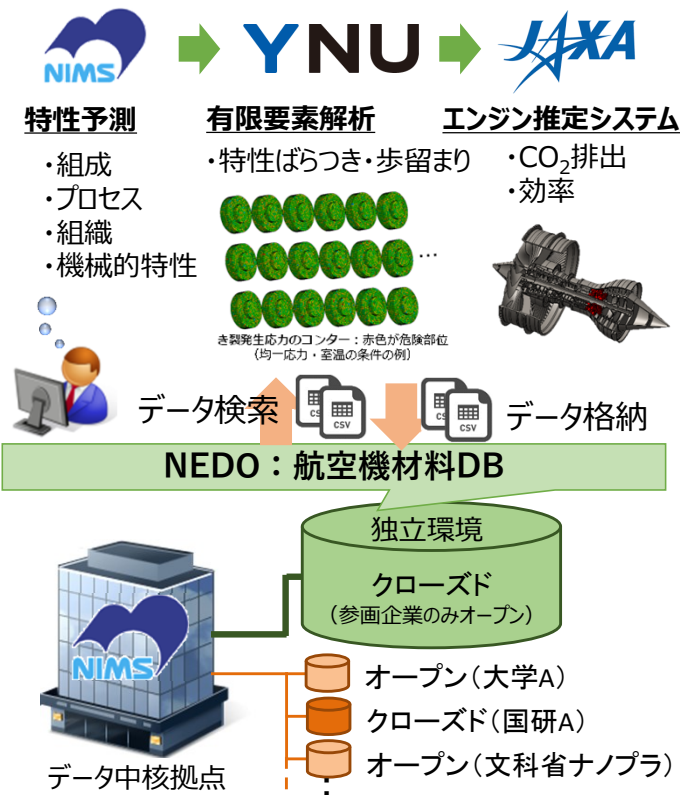 NIMS
YNU
JAXA
特性予測
・組成
・プロセス
・組織
・機械的特性
有限要素解析
・特性ばらつき・歩留まり
…
き裂発生応力のコンター：赤色が危険部位
（均一応力・室温の条件の例）
エンジン推定システム
・CO₂排出
・効率
データ検索
CSV
CSV
CSV
CSV
データ格納
NEDO：航空機材料DB
独立環境
クローズド
（参画企業のみオープン）
NIMS
データ中核拠点
オープン（大学A）
クローズド（国研A）
オープン（文科省ナノプラ）